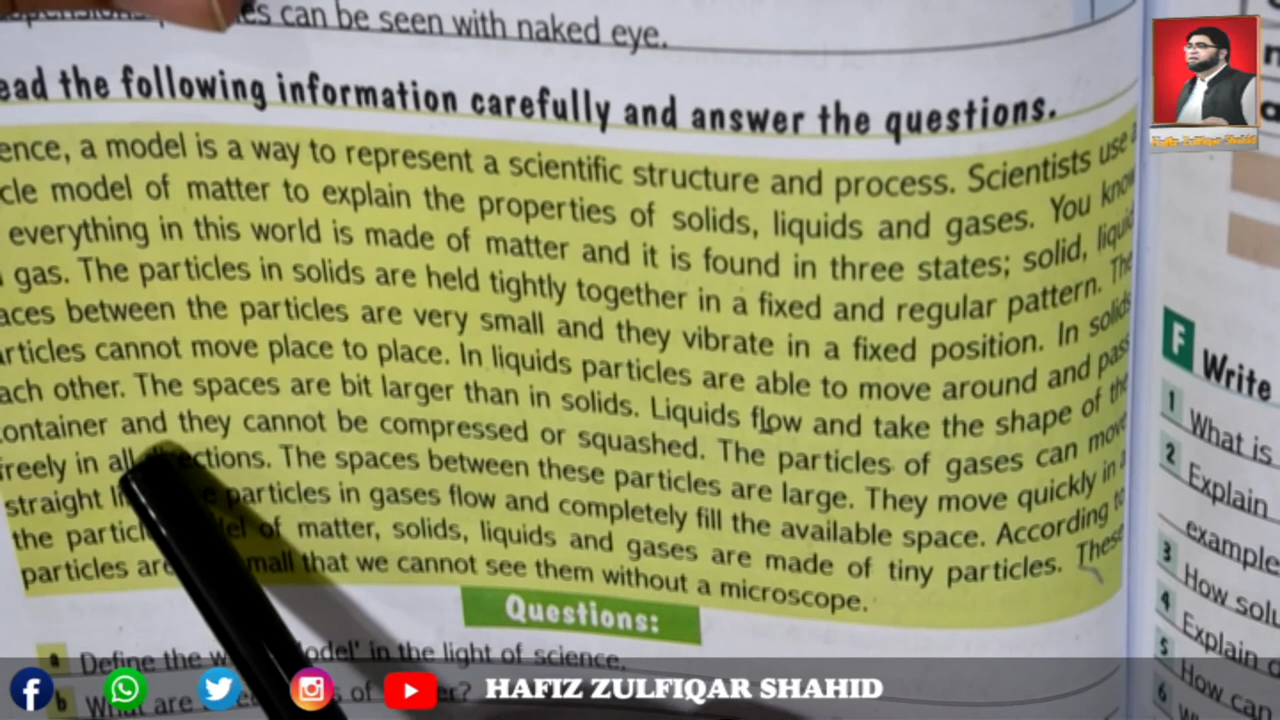 es can be seen with naked eye.
ead the following information carefully and answer the questions.
ence, a model is a way to represent a scientific structure and process. Scientists use a
cle model of matter to explain the properties of solids, liquids and gases. You know
everything in this world is made of matter and it is found in three states; solid, liquid
gas. The particles in solids are held tightly together in a fixed and regular pattern. The
aces between the particles are very small and they vibrate in a fixed position. In solids
articles cannot move place to place. In liquids particles are able to move around and pass
ach other. The spaces are bit larger than in solids. Liquids flow and take the shape of the
ontainer and they cannot be compressed or squashed. The particles of gases can move
freely in all ections. The spaces between these particles are large. They move quickly in a
straight particles in gases flow and completely fill the available space. According to
the particl el of matter, solids, liquids and gases are made of tiny particles. These
particles are mall that we cannot see them without a microscope.
Questions:
a Define the w odel' in the light of science.
b What are of er?
F Write
1 What is
2 Explain
example
3 How solu
4 Explain
5 How can
6
HAFIZ ZULFIQAR SHAHID
Hafiz Zulfiqar Shahid